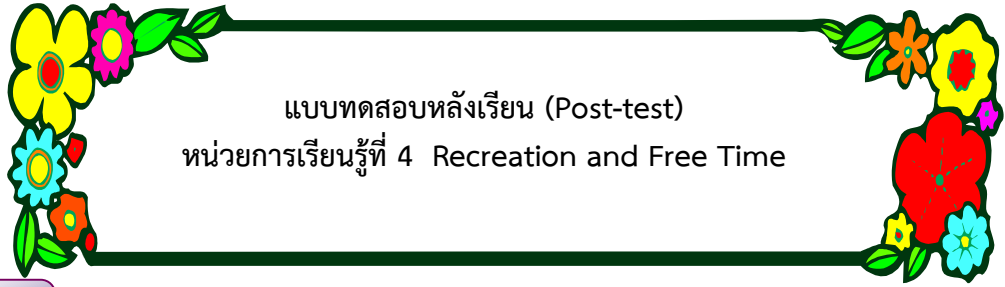 แบบทดสอบหลังเรียน (Post-test)
หน่วยการเรียนรู้ที่ 4 Recreation and Free Time